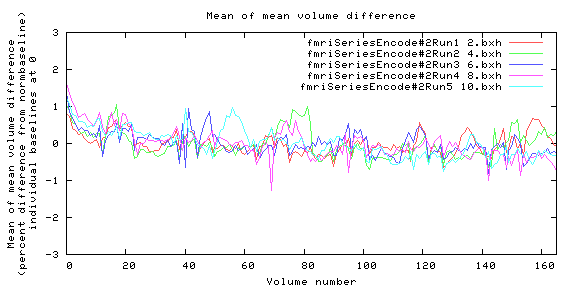 Mean of mean volume difference
Mean of mean volume difference
(percent difference from normbaseline)
individual baselines at 0
3
2
1
0
-1
-2
-3
fmriSeriesEncode#2Run1 2.bxh
fmriSeriesEncode#2Run2 4.bxh
fmriSeriesEncode#2Run3 6.bxh
fmriSeriesEncode#2Run4 8.bxh
fmriSeriesEncode#2Run5 10.bxh
0 20 40 60 80 100 120 140 160
Volume number